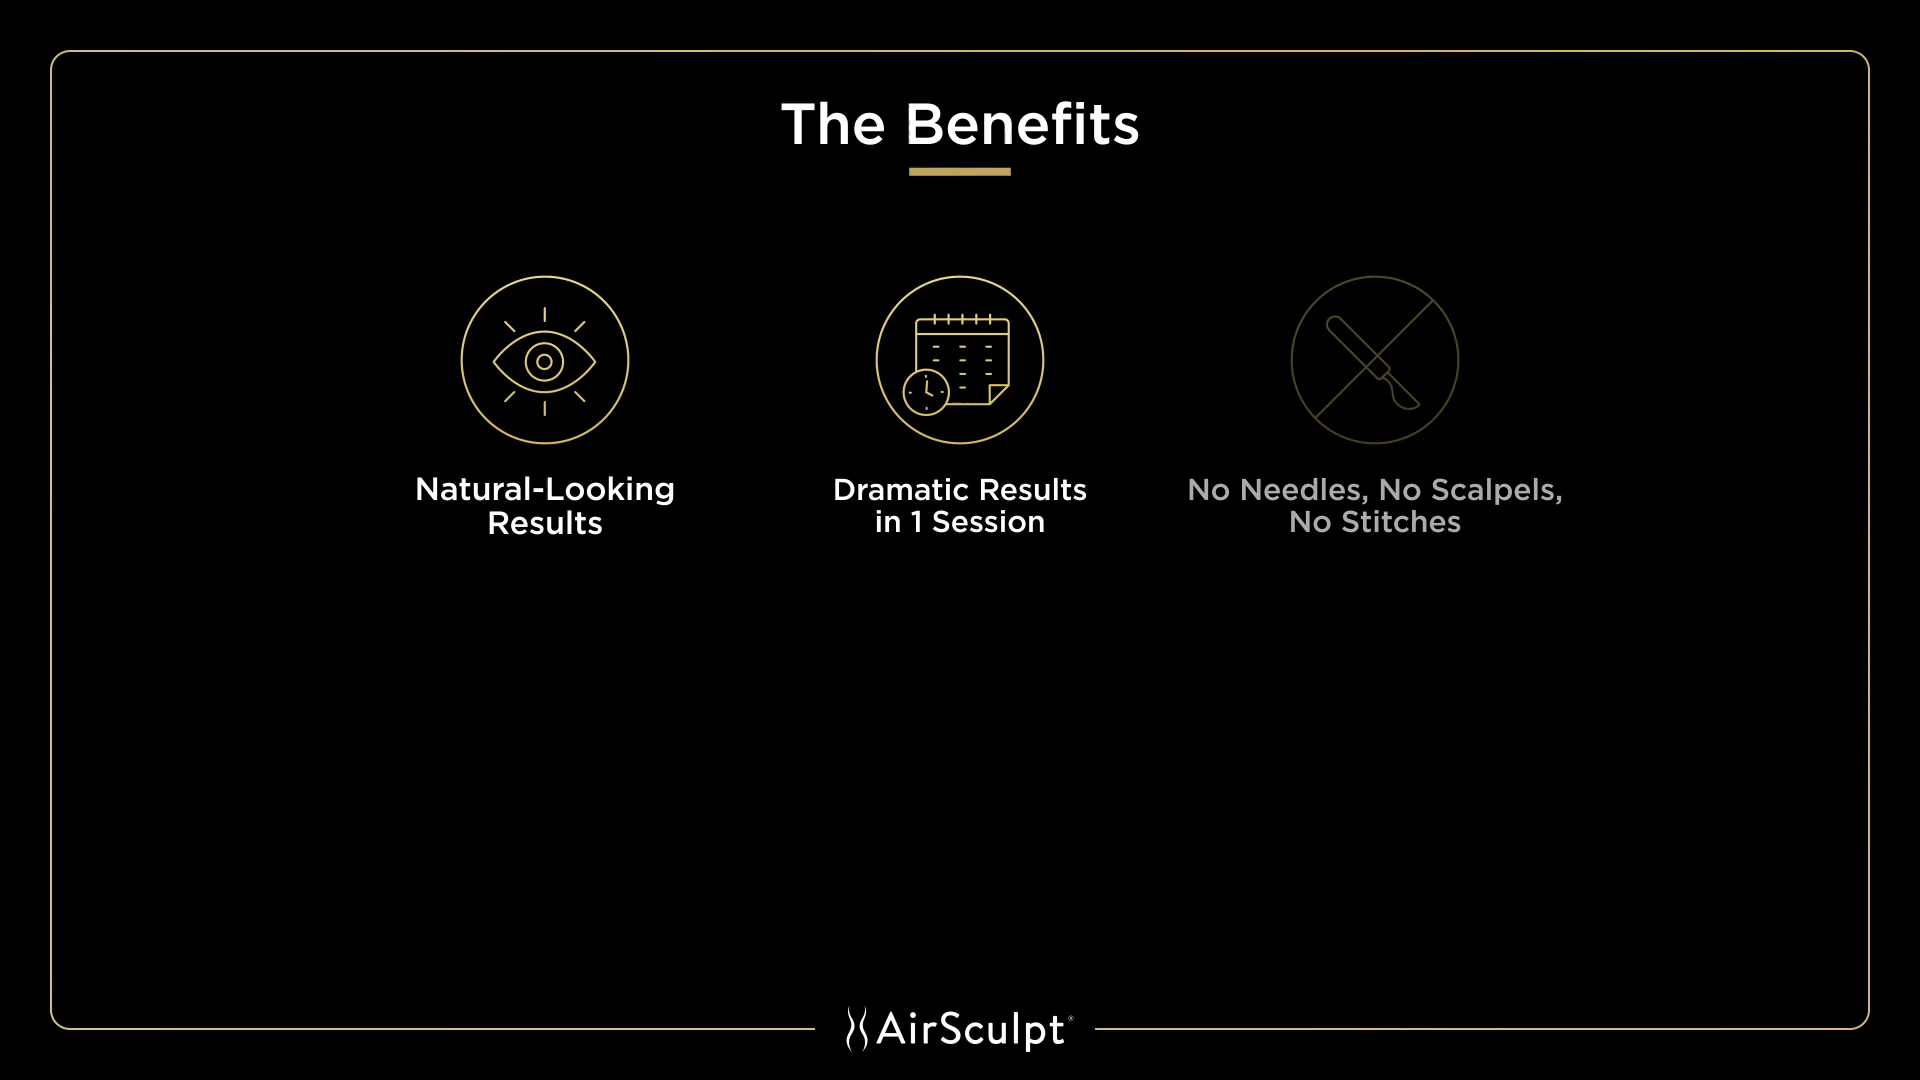 The Benefits
Natural-Looking
Results
Dramatic Results
in 1 Session
No Needles, No Scalpels,
No Stitches
AirSculpt®